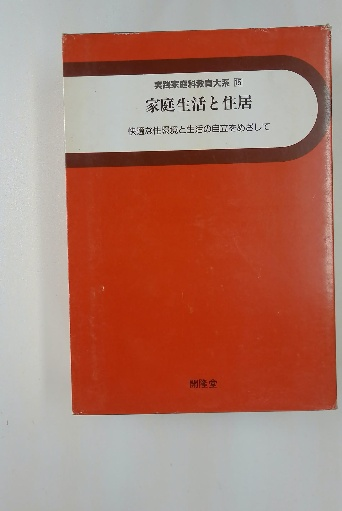 実践家庭科教育大系
家庭生活と住居
快適な住環境と生活の自立をめざして
開隆堂